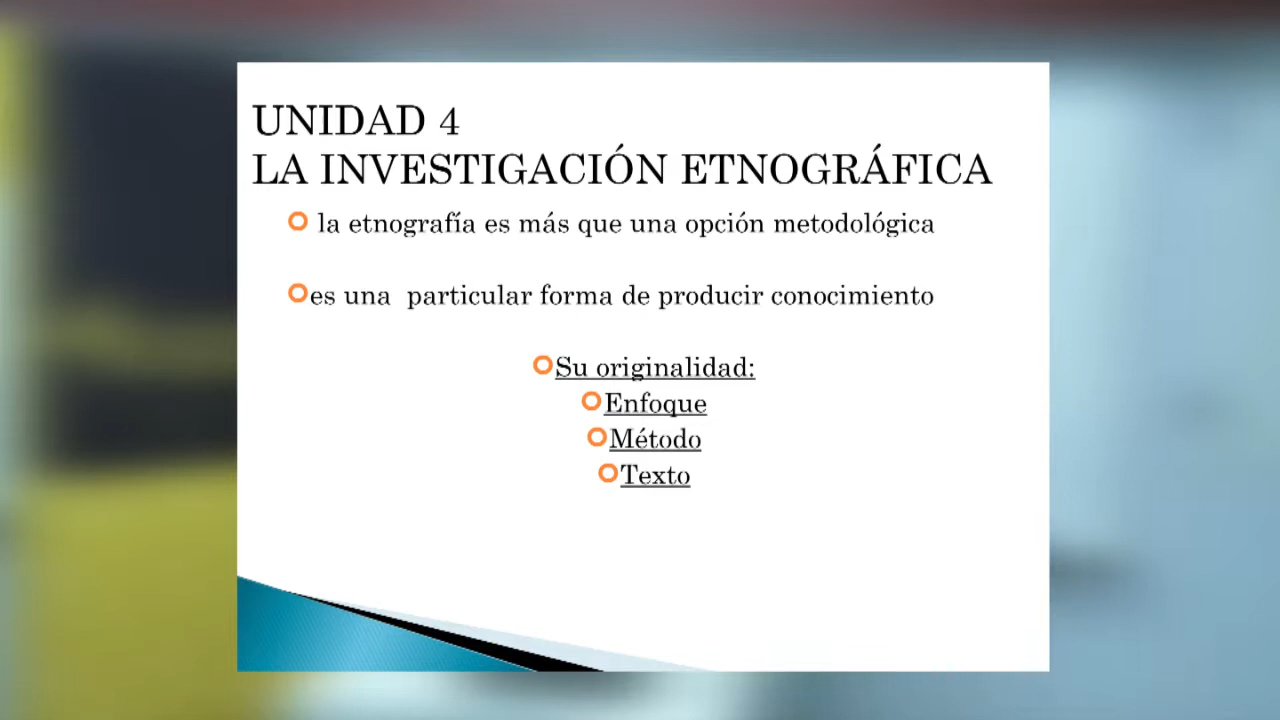 UNIDAD 4
LA INVESTIGACIÓN ETNOGRÁFICA
la etnografía es más que una opción metodológica
es una particular forma de producir conocimiento
Su originalidad:
Enfoque
Método
Texto